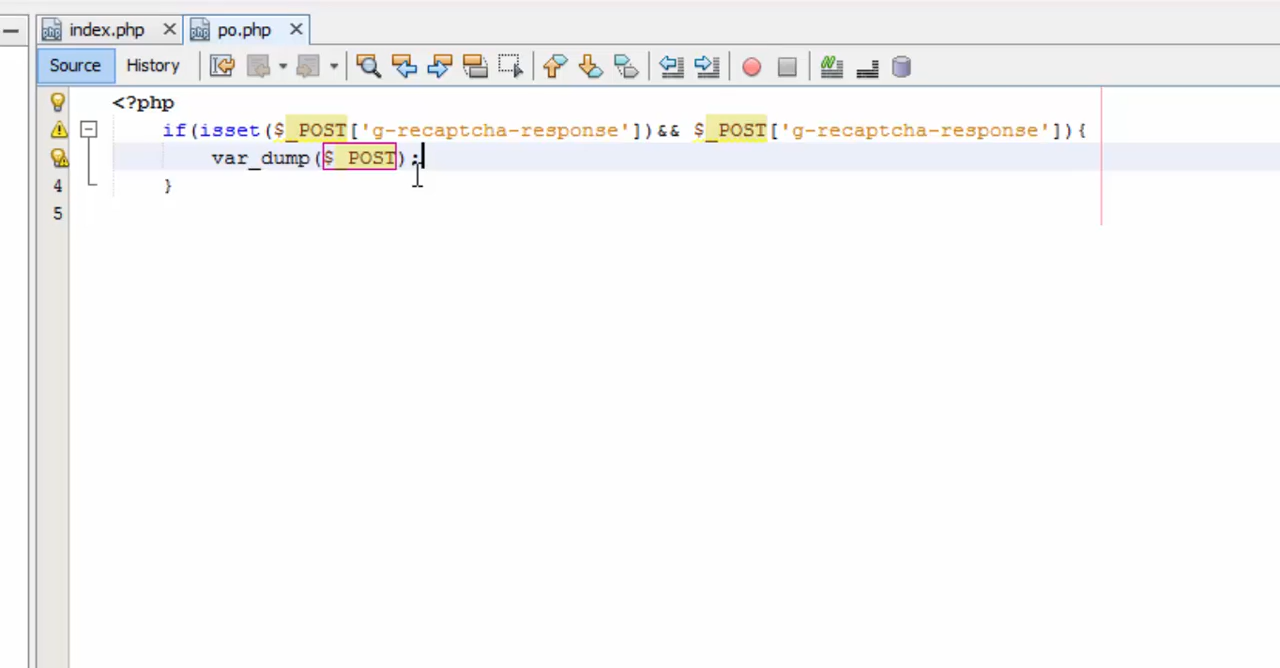 index.php po.php
Source History
<?php
if(isset($_POST['g-recaptcha-response'])&& $_POST['g-recaptcha-response']){
var_dump($_POST);
4 }
5